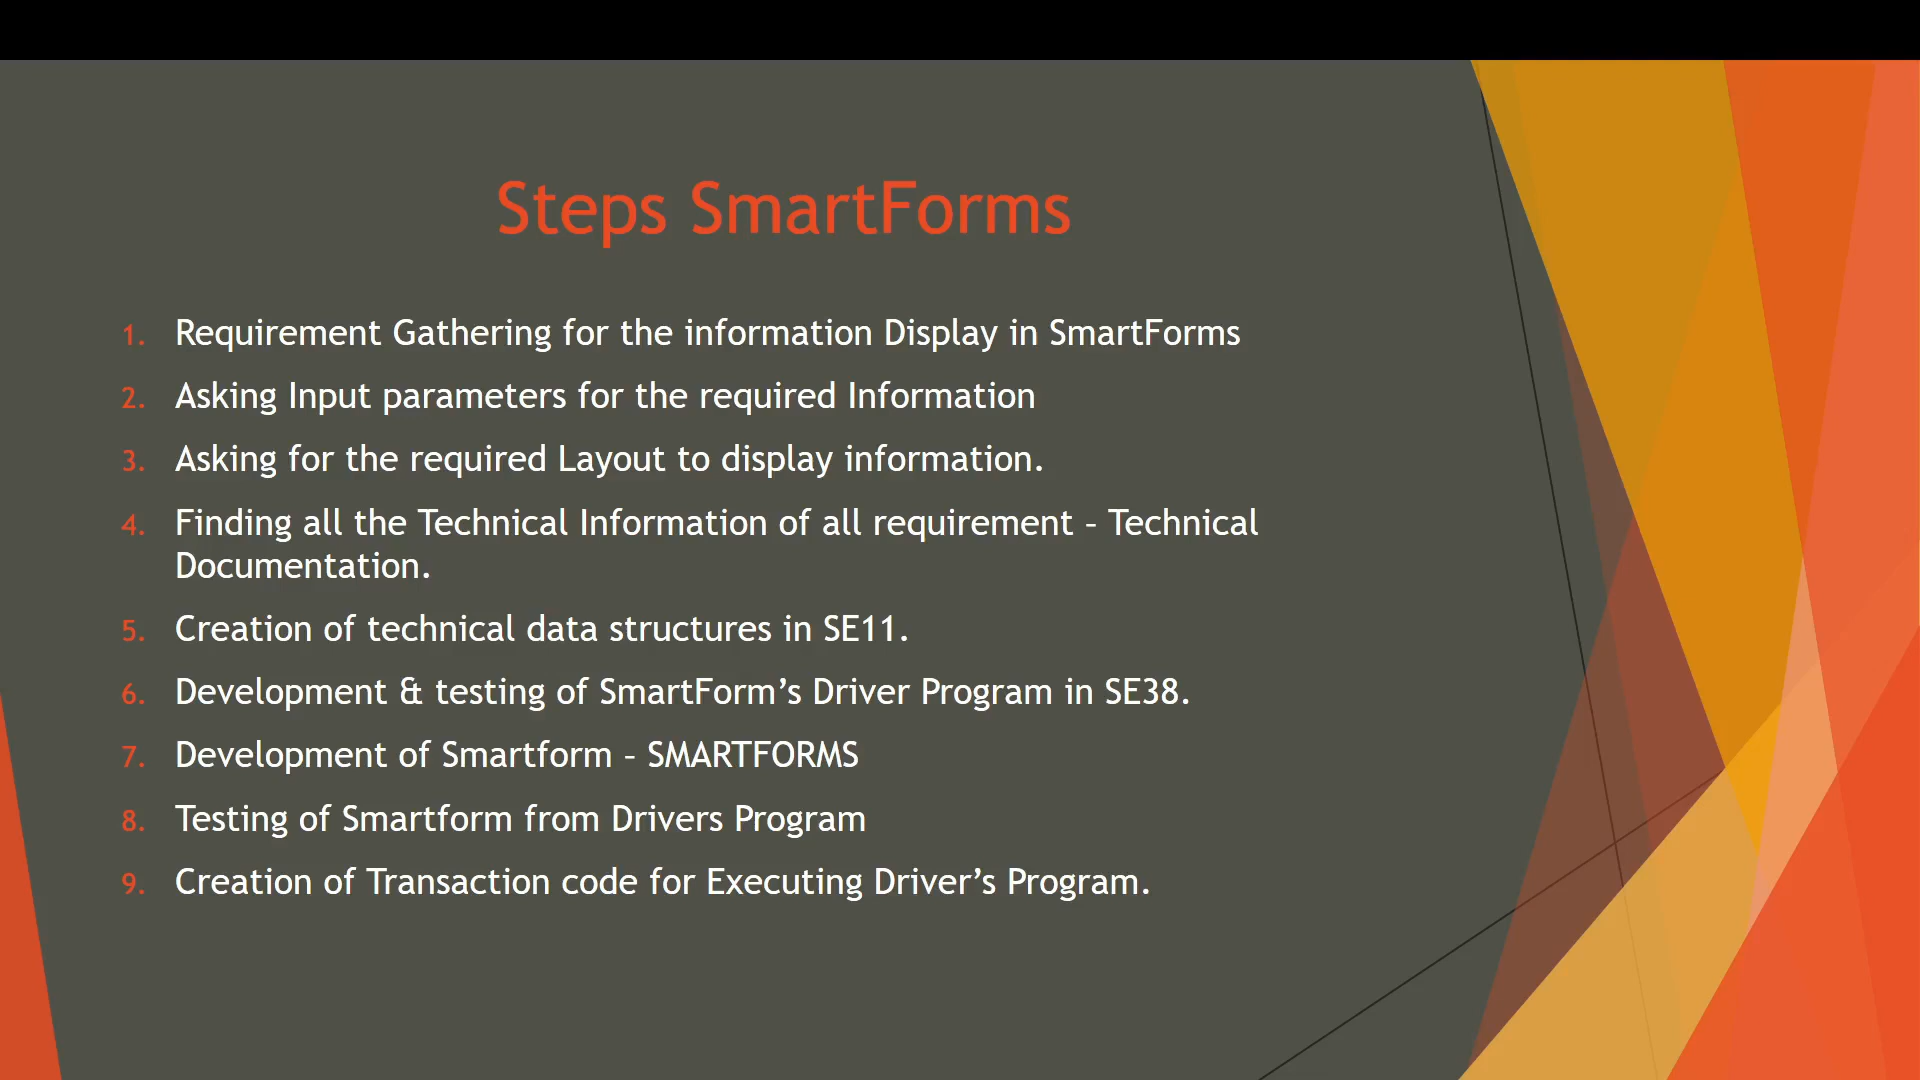 Steps SmartForms
1. Requirement Gathering for the information Display in SmartForms
2. Asking Input parameters for the required Information
3. Asking for the required Layout to display information.
4. Finding all the Technical Information of all requirement – Technical
Documentation.
5. Creation of technical data structures in SE11.
6. Development & testing of SmartForm’s Driver Program in SE38.
7. Development of Smartform – SMARTFORMS
8. Testing of Smartform from Drivers Program
9. Creation of Transaction code for Executing Driver’s Program.